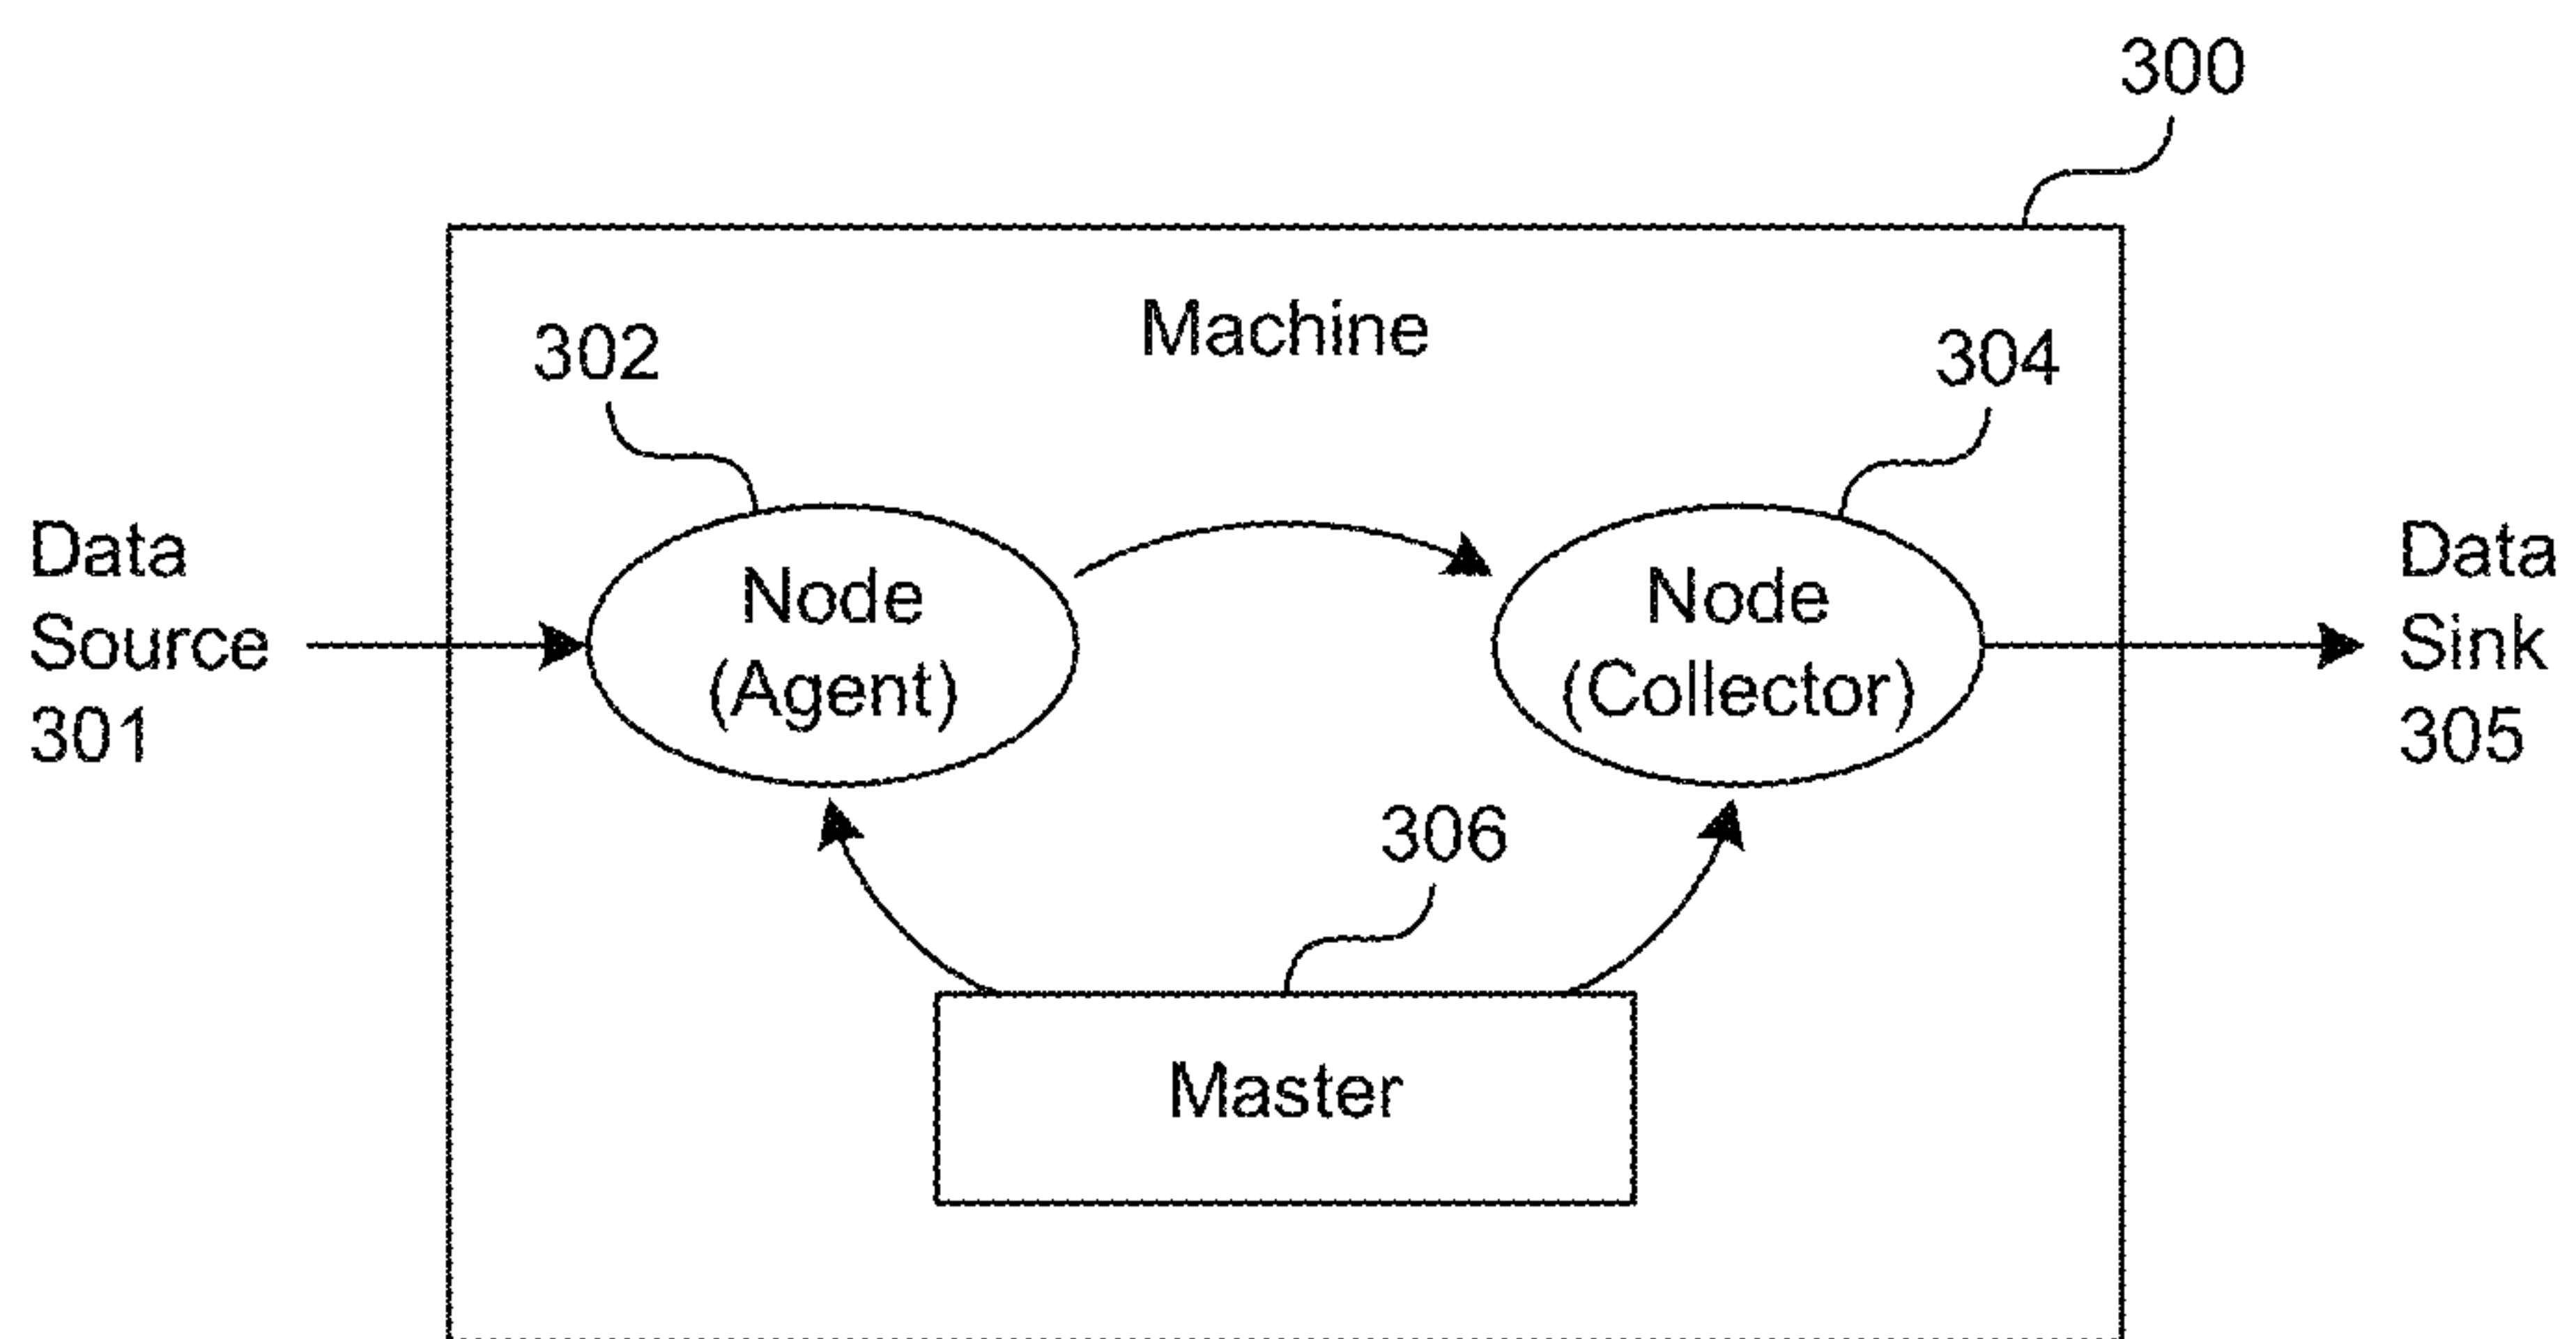 300
Machine
302
304
Data
Source
301
Node
(Agent)
Node
(Collector)
Data
Sink
305
306
Master